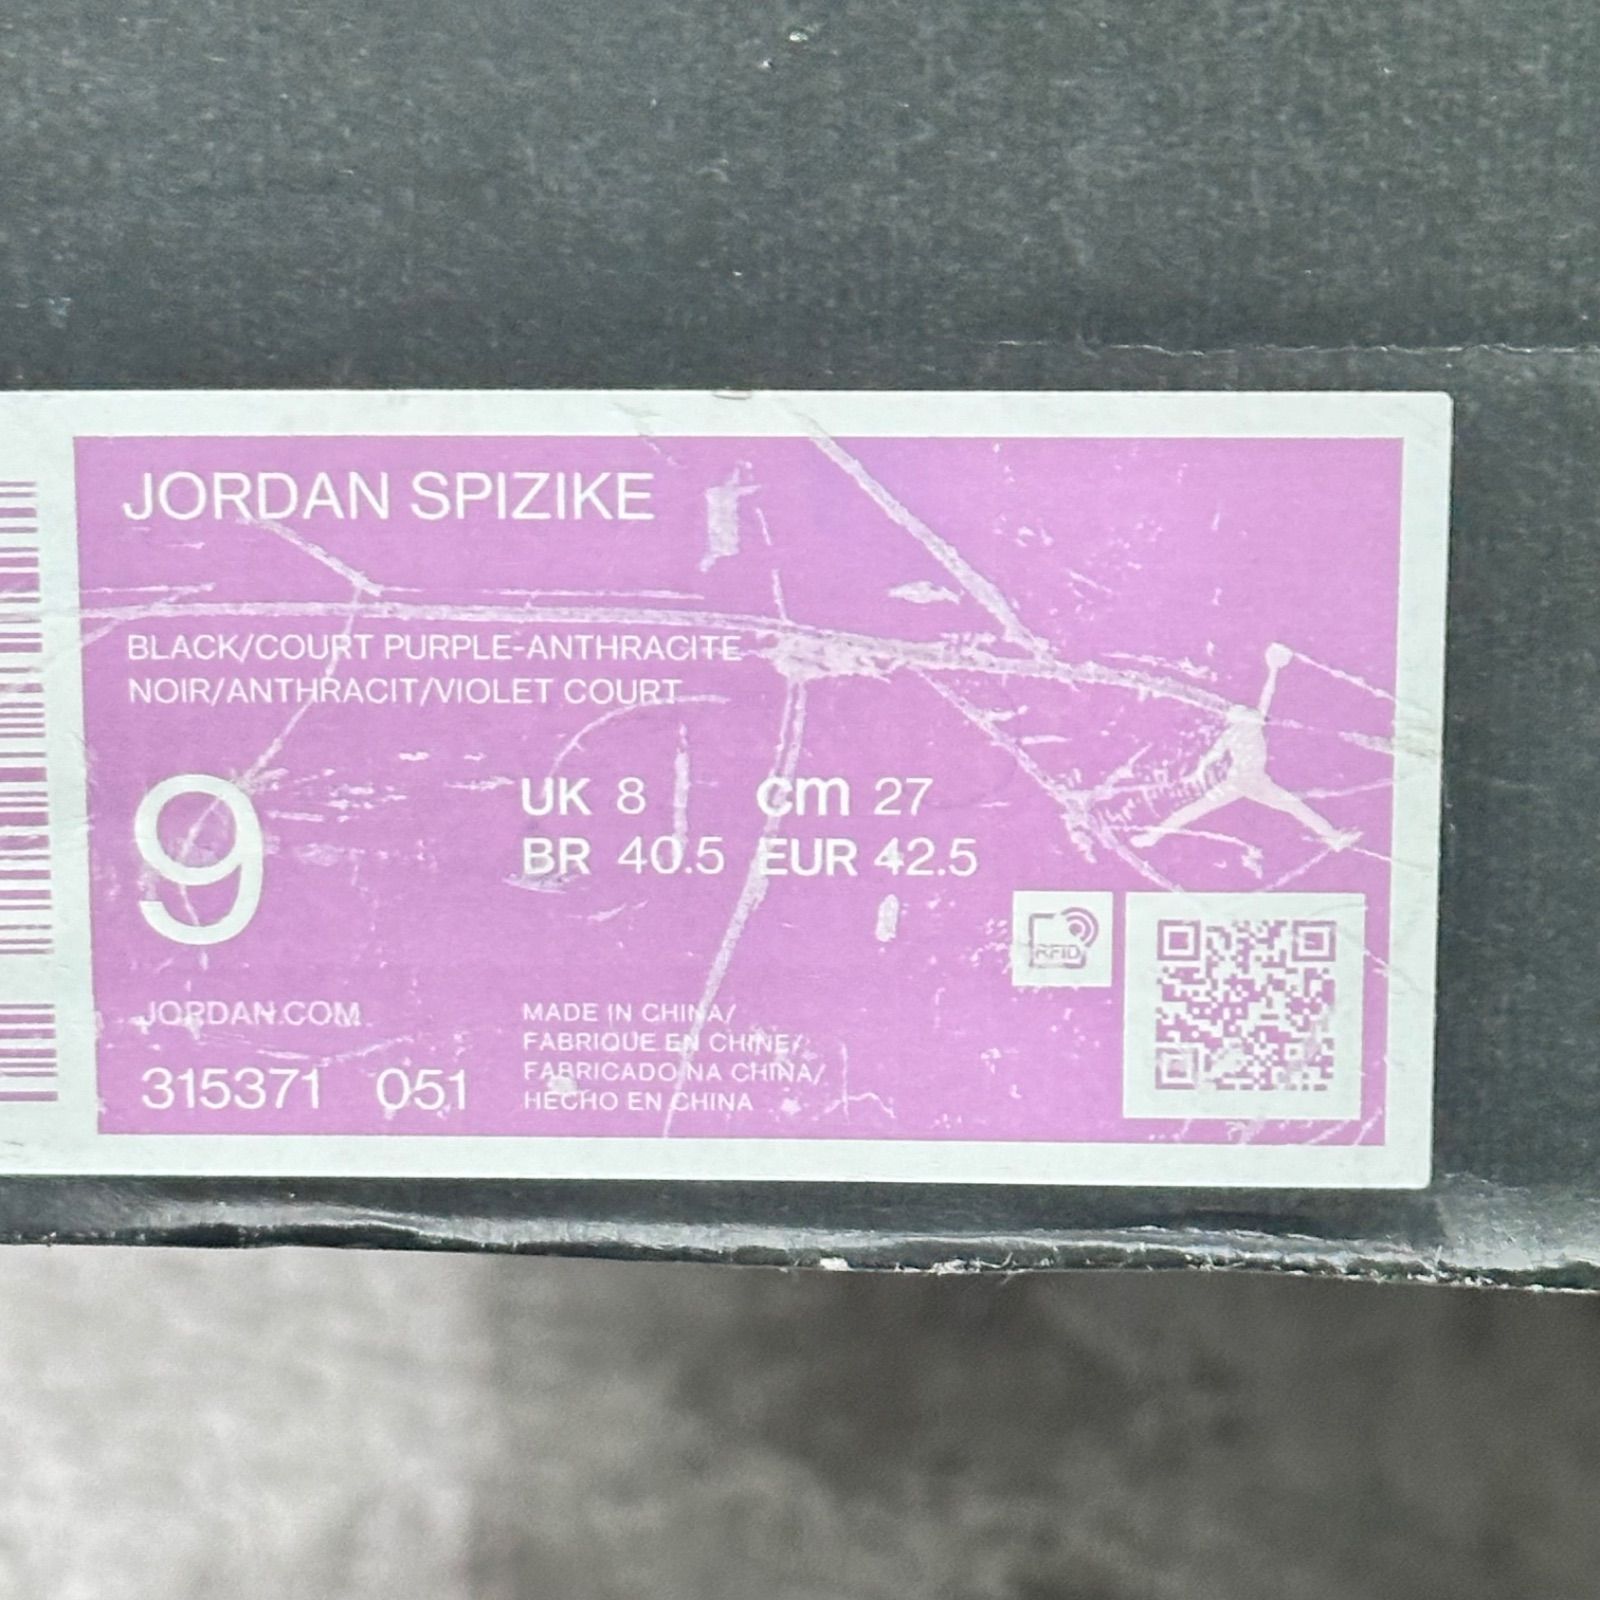 JORDAN SPIZIKE
BLACK/COURT PURPLE-ANTHRACITE
NOIR/ANTHRACIT/VIOLET COURT
9
UK 8 cm 27
BR 40.5 EUR 42.5
RFID
JORDAN.COM
315371 051
MADE IN CHINA/
FABRIQUE EN CHINE/
FABRICADO NA CHINA/
HECHO EN CHINA